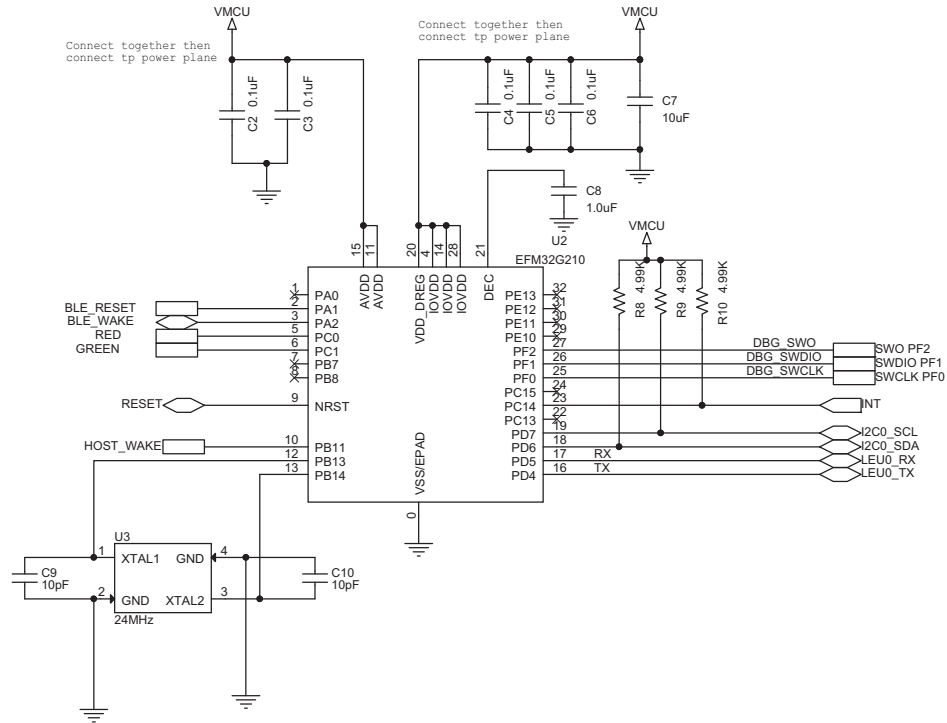 VMCU
Connect together then
connect tp power plane
C2 0.1uF
C3 0.1uF
VMCU
Connect together then
connect tp power plane
C4 0.1uF
C5 0.1uF
C6 0.1uF
C7
10uF
C8
1.0uF
U2
EFM32G210
VMCU
R8 4.99K
R9 4.99K
R10 4.99K
15 AVDD
11 AVDD
20 VDD_DREG
4 IOVDD
14 IOVDD
28 IOVDD
21 DEC
1 PA0
BLE_RESET 2 PA1
BLE_WAKE 3 PA2
RED 5 PC0
GREEN 6 PC1
7 PB7
8 PB8
RESET 9 NRST
HOST_WAKE 10 PB11
12 PB13
13 PB14
VSS/EPAD 0
PE13 32
PE12 31
PE11 30
PE10 29
PF2 27 DBG_SWO SWO PF2
PF1 26 DBG_SWDIO SWDIO PF1
PF0 25 DBG_SWCLK SWCLK PF0
PC15 24
PC14 23 INT
PC13 22
PD7 19 I2C0_SCL
PD6 18 I2C0_SDA
PD5 17 RX LEU0_RX
PD4 16 TX LEU0_TX
U3
1 XTAL1 GND 4
2 GND XTAL2 3
24MHz
C9
10pF
C10
10pF